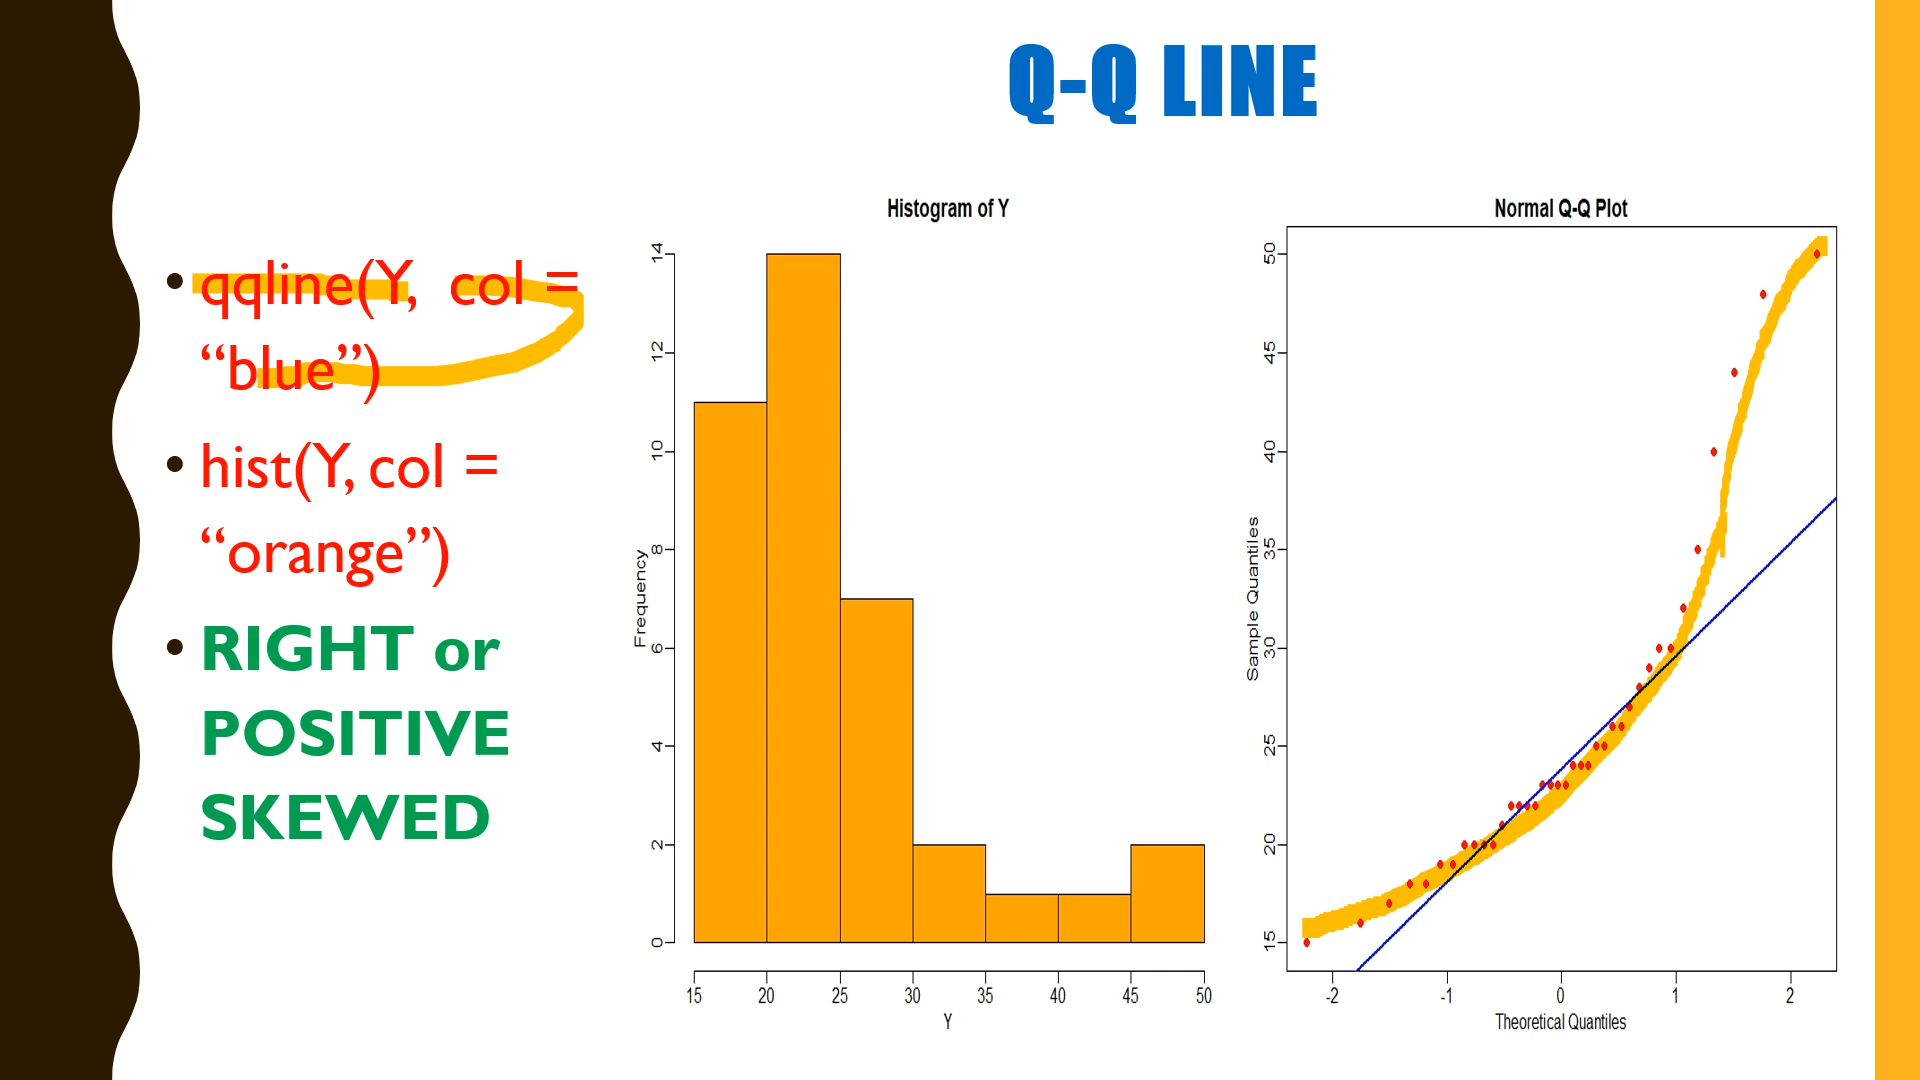 Q-Q LINE
• qqline(Y, col =
“blue”)
• hist(Y, col =
“orange”)
• RIGHT or
POSITIVE
SKEWED
Histogram of Y
Frequency
14
12
10
8
6
4
2
0
15 20 25 30 35 40 45 50
Y
Normal Q-Q Plot
Sample Quantiles
50
45
40
35
30
25
20
15
-2 -1 0 1 2
Theoretical Quantiles